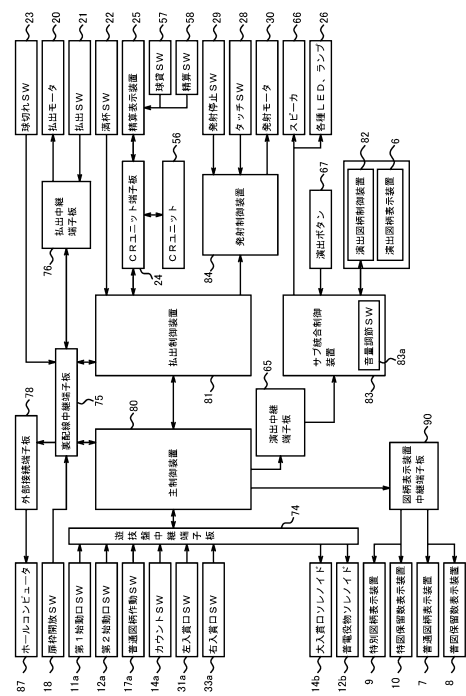 23
20
21
22
25
57
58
29
28
30
66
26
球切れSW
払出モータ
払出SW
満杯SW
精算表示装置
球貸SW
精算SW
発射停止SW
タッチSW
発射モータ
スピーカ
各種LED、ランプ
払出中継
端子板
76
CRユニット端子板
24
CRユニット
56
発射制御装置
84
演出ボタン
67
82
6
演出図柄制御装置
演出図柄表示装置
払出制御装置
81
サブ統合制御
装置
音量調節SW
83a
83
78
外部接続端子板
裏配線中継端子板
75
80
主制御装置
65
演出中継
端子板
90
図柄表示装置
中継端子板
74
遊技盤中継端子板
ホールコンピュータ
扉枠開放SW
第1始動口SW
第2始動口SW
普通図柄作動SW
カウントSW
左入賞口SW
右入賞口SW
大入賞口ソレノイド
普電役物ソレノイド
特別図柄表示装置
特図保留数表示装置
普通図柄表示装置
普図保留数表示装置
87
18
11a
12a
17a
14a
31a
33a
14b
12b
9
10
7
8